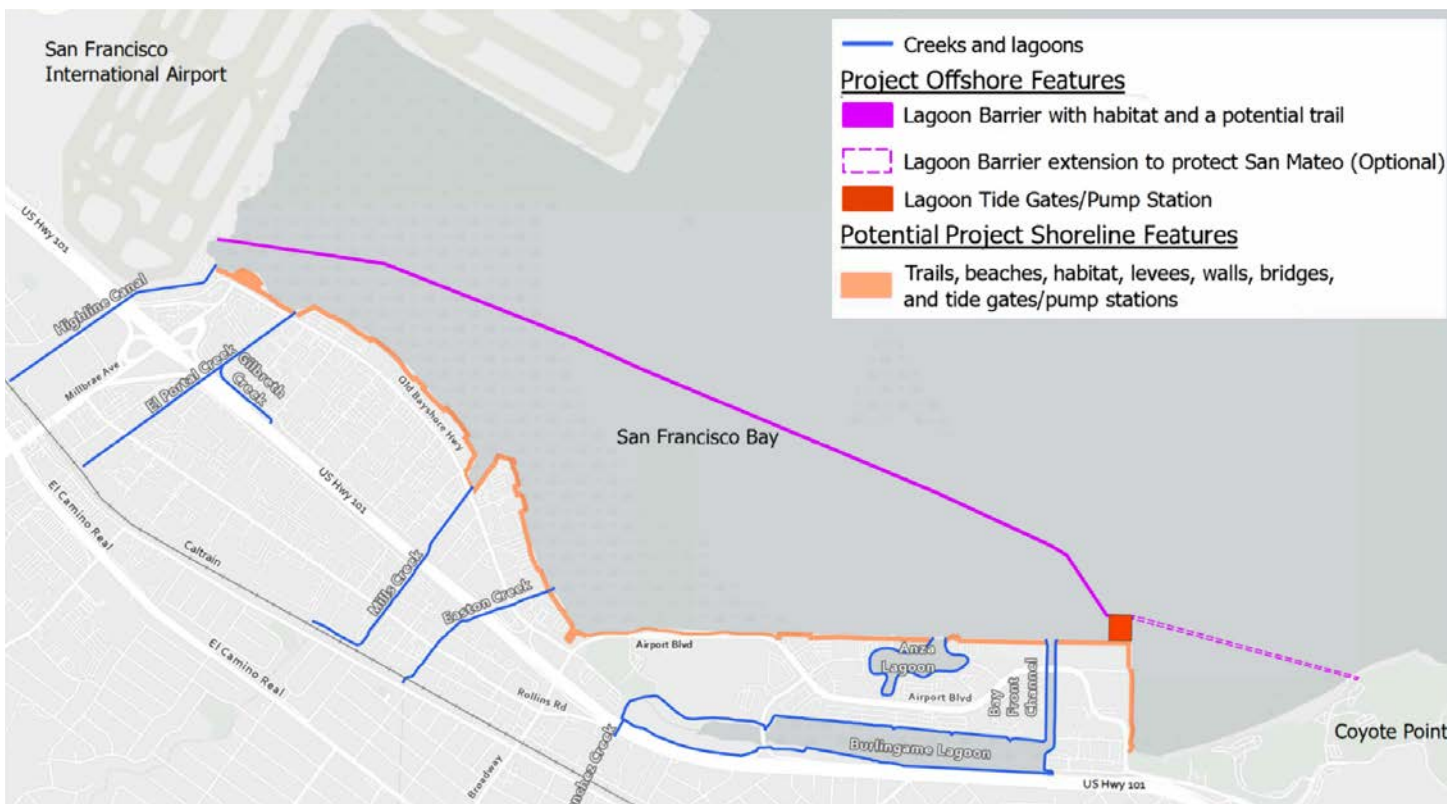 San Francisco
International Airport
Creeks and lagoons
Project Offshore Features
Lagoon Barrier with habitat and a potential trail
Lagoon Barrier extension to protect San Mateo (Optional)
Lagoon Tide Gates/Pump Station
Potential Project Shoreline Features
Trails, beaches, habitat, levees, walls, bridges,
and tide gates/pump stations
US Hwy 101
Highline Canal
Millbrae Ave
El Portal Creek
Gilbreth
Creek
Old Bayshore Hwy
San Francisco Bay
US Hwy 101
El Camino Real
Caltrain
Mills Creek
Easton Creek
El Camino Real
Airport Blvd
Anza
Lagoon
Airport Blvd
Bay
Front
Channel
Rollins Rd
Broadway
nchez Creek
Burlingame Lagoon
US Hwy 101
Coyote Point